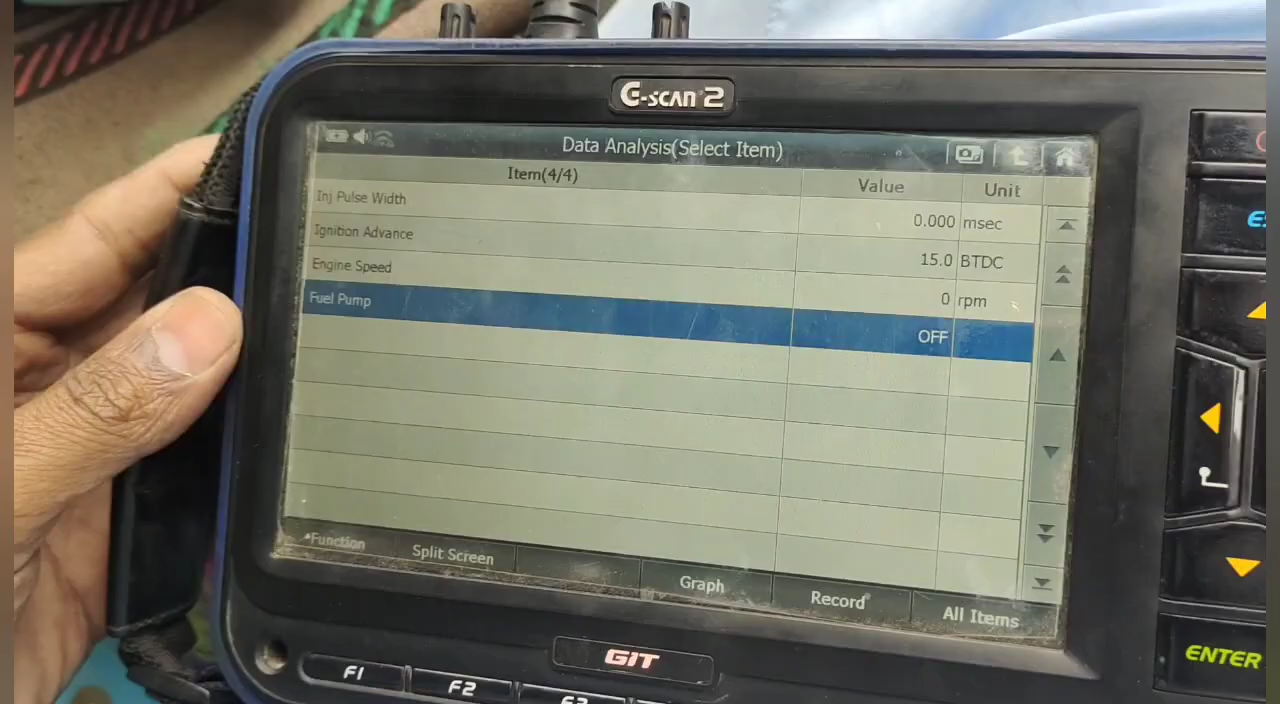 G-SCAN 2
Data Analysis(Select Item)
Item(4/4) Value Unit
Inj Pulse Width 0.000 msec
Ignition Advance 15.0 BTDC
Engine Speed 0 rpm
Fuel Pump OFF
*Function Split Screen Graph Record* All Items
GIT
F1 F2 F3
ENTER